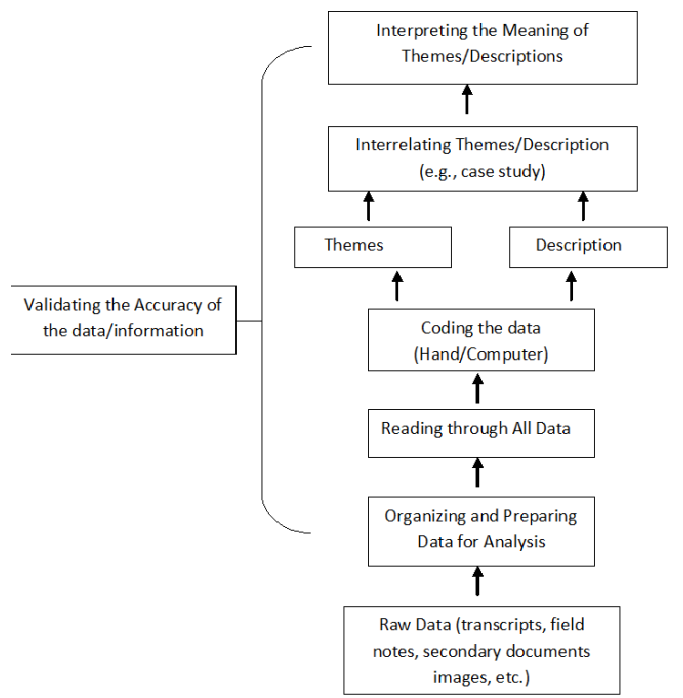 Interpreting the Meaning of
Themes/Descriptions
Interrelating Themes/Description
(e.g., case study)
Themes
Description
Validating the Accuracy of
the data/information
Coding the data
(Hand/Computer)
Reading through All Data
Organizing and Preparing
Data for Analysis
Raw Data (transcripts, field
notes, secondary documents
images, etc.)